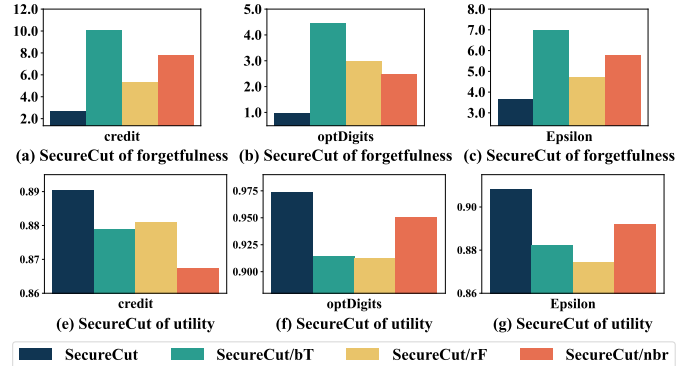 12.0
10.0
8.0
6.0
4.0
2.0
credit
(a) SecureCut of forgetfulness
5.0
4.0
3.0
2.0
1.0
optDigits
(b) SecureCut of forgetfulness
8.0
7.0
6.0
5.0
4.0
3.0
Epsilon
(c) SecureCut of forgetfulness
0.89
0.88
0.87
0.86
credit
(e) SecureCut of utility
0.975
0.950
0.925
0.900
optDigits
(f) SecureCut of utility
0.90
0.88
0.86
Epsilon
(g) SecureCut of utility
SecureCut SecureCut/bT SecureCut/rF SecureCut/nbr